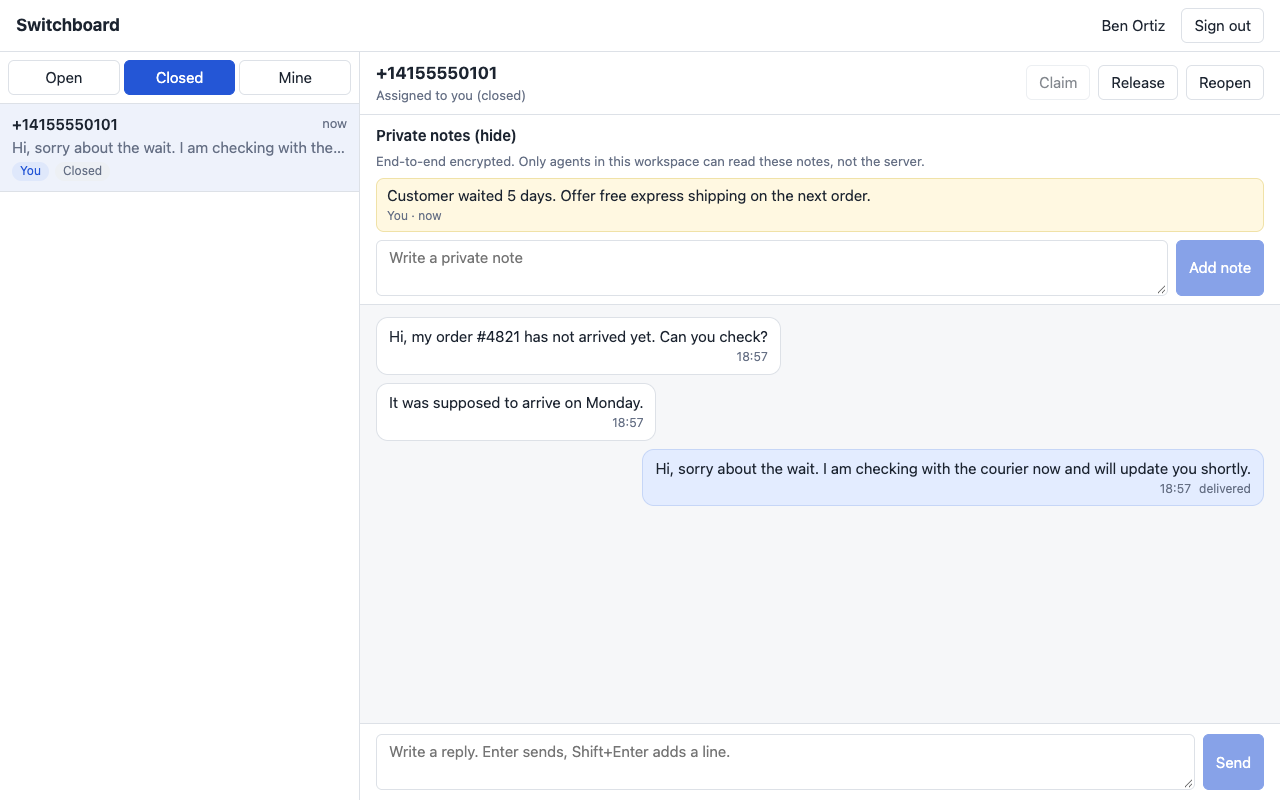 Switchboard
Ben Ortiz
Sign out
Open
Closed
Mine
+14155550101
now
Hi, sorry about the wait. I am checking with the...
You
Closed
+14155550101
Assigned to you (closed)
Claim
Release
Reopen
Private notes (hide)
End-to-end encrypted. Only agents in this workspace can read these notes, not the server.
Customer waited 5 days. Offer free express shipping on the next order.
You · now
Write a private note
Add note
Hi, my order #4821 has not arrived yet. Can you check?
18:57
It was supposed to arrive on Monday.
18:57
Hi, sorry about the wait. I am checking with the courier now and will update you shortly.
18:57 delivered
Write a reply. Enter sends, Shift+Enter adds a line.
Send